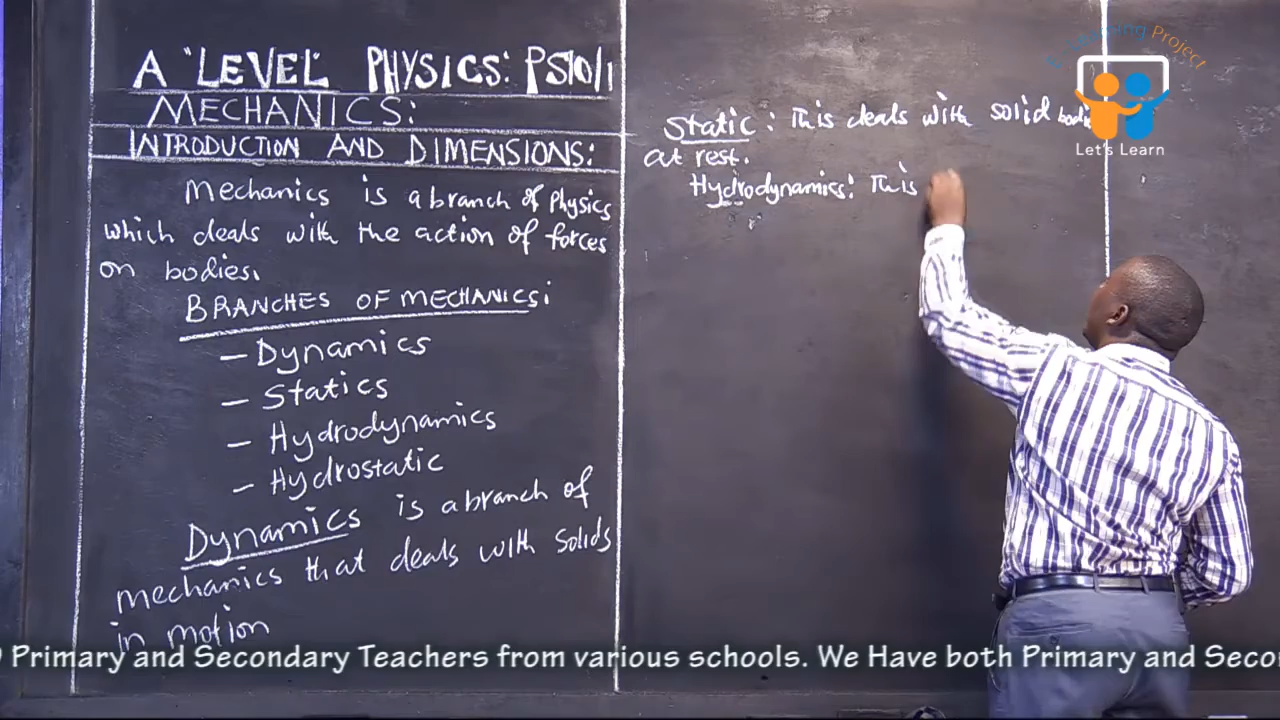 A "LEVEL" PHYSICS: P510/1
MECHANICS:
INTRODUCTION AND DIMENSIONS:
Mechanics is a branch of Physics
which deals with the action of forces
on bodies.
BRANCHES OF MECHANICS:
- Dynamics
- Statics
- Hydrodynamics
- Hydrostatic
Dynamics is a branch of
mechanics that deals with solids
in motion
Static: This deals with solid
at rest.
Hydrodynamics: This
Learning Project
Let's Learn
Primary and Secondary Teachers from various schools. We Have both Primary and